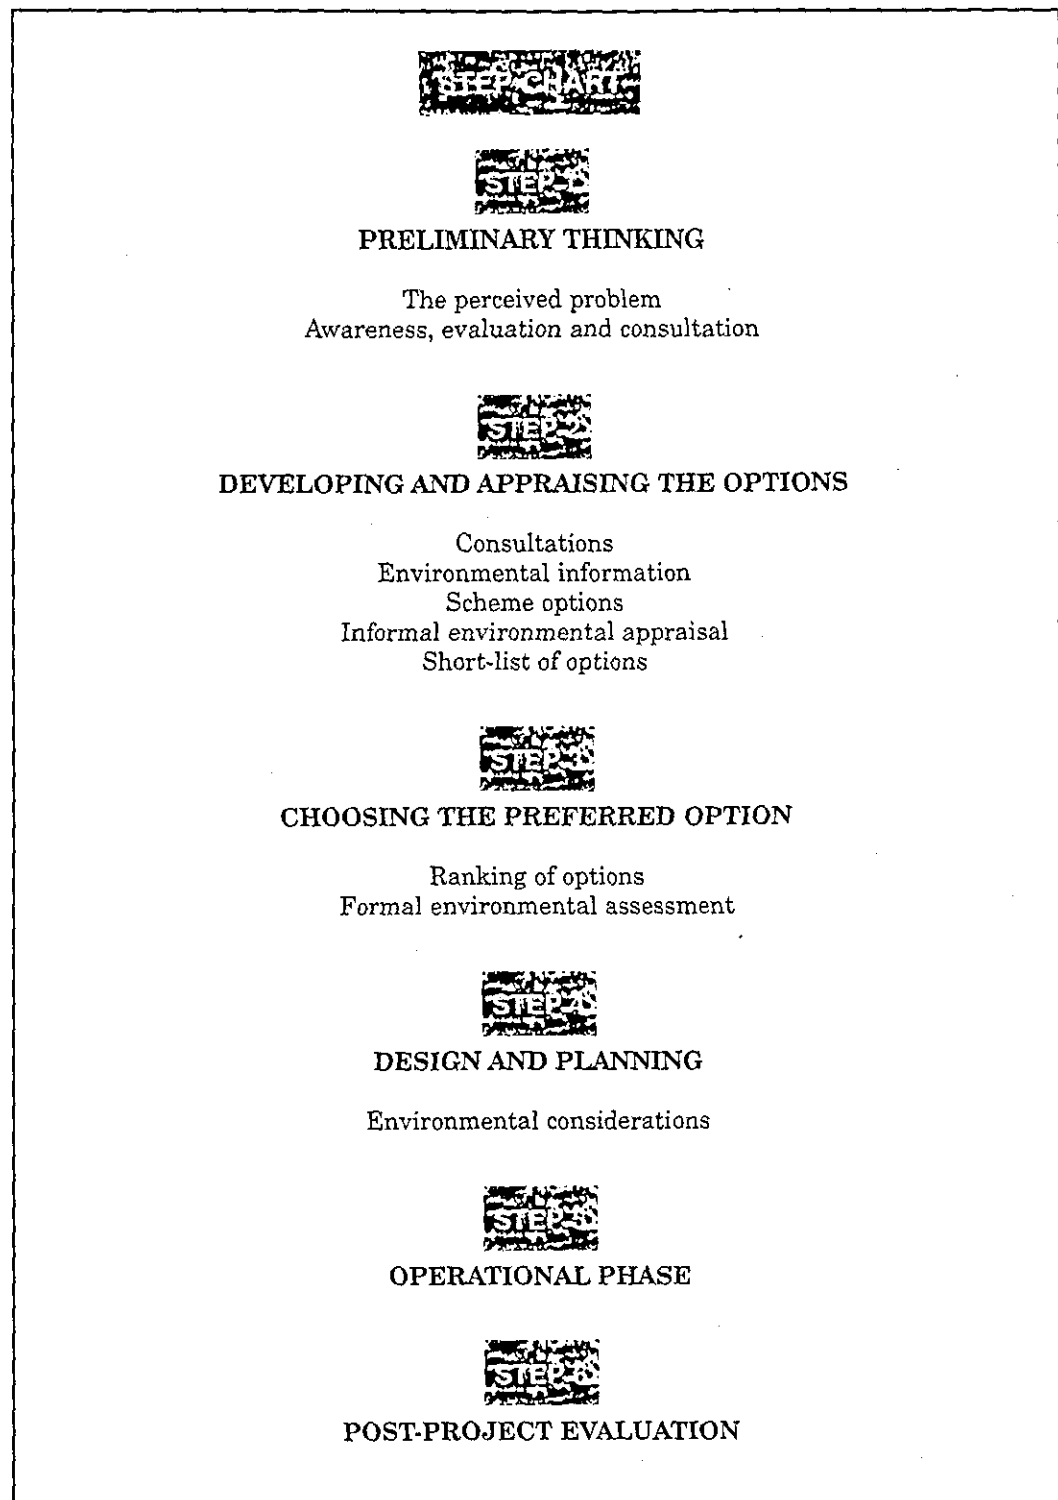 STEP CHART
STEP 1
PRELIMINARY THINKING
The perceived problem
Awareness, evaluation and consultation
STEP 2
DEVELOPING AND APPRAISING THE OPTIONS
Consultations
Environmental information
Scheme options
Informal environmental appraisal
Short-list of options
STEP 3
CHOOSING THE PREFERRED OPTION
Ranking of options
Formal environmental assessment
STEP 4
DESIGN AND PLANNING
Environmental considerations
STEP 5
OPERATIONAL PHASE
STEP 6
POST-PROJECT EVALUATION